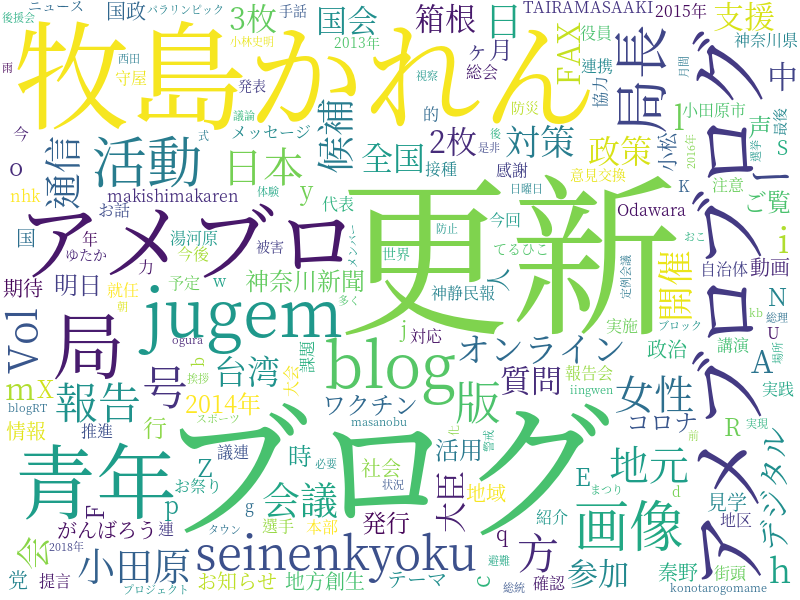 後援会
ニュース
国政
パラリンピック
手話
小林史明
3枚
国会
2013年
箱根
日
TAIRAMASAAKI
ヶ月
総会
FAX
役員
連携
協力
2015年
支援
神奈川県
中
月間
雨
牧島かれん
西田
守屋
発表
視察
局長
アメブロブログ
今
通信
活動
日本
候補
議論
メッセージ
式
全国
的
2枚
接種
防災
後
是非
対策
政策
小松
l
小田原市
声
最後
選挙
S
2016年
意見交換
o
nhk
makishimakaren
お話
体験
y
感謝
日曜日
K
注意
ー
ご覧
国
年
ゆたか
アメブロ
湯河原
今後
被害
代表
メンバー
更新
防止
世界
今回
てるひこ
人
Odawara
おこ
i
自治体
動画
期待
明日
力
就任
朝
予定
w
神奈川新聞
神静民報
定例会議
開催
N
総理
U
kb
Vol
局
jugem
ogura
b
j
対応
実施
ブロック
課題
政治
講演
場所
A
オンライン
blog
m
X
blogRT
報告
号
台湾
大会
挨拶
2014年
スポーツ
ワクチン
masanobu
版
質問
報告会
iingwen
女性
コロナ
実践
実現
情報
推進
行
議連
時
必要
ブログ
活用
忙
警戒
R
前
デジタル
青年
Z
お祭り
p
F
社会
状況
大臣
地域
E
まつり
地元
d
見学
地区
がんばろう
連
g
タウン
会議
選手
本部
発行
q
紹介
画像
会
2018年
小田原
seinenkyoku
避難
方
党
提言
プロジェクト
お知らせ
地方創生
テーマ
c
総統
確認
参加
秦野
街頭
konotarogomame
h